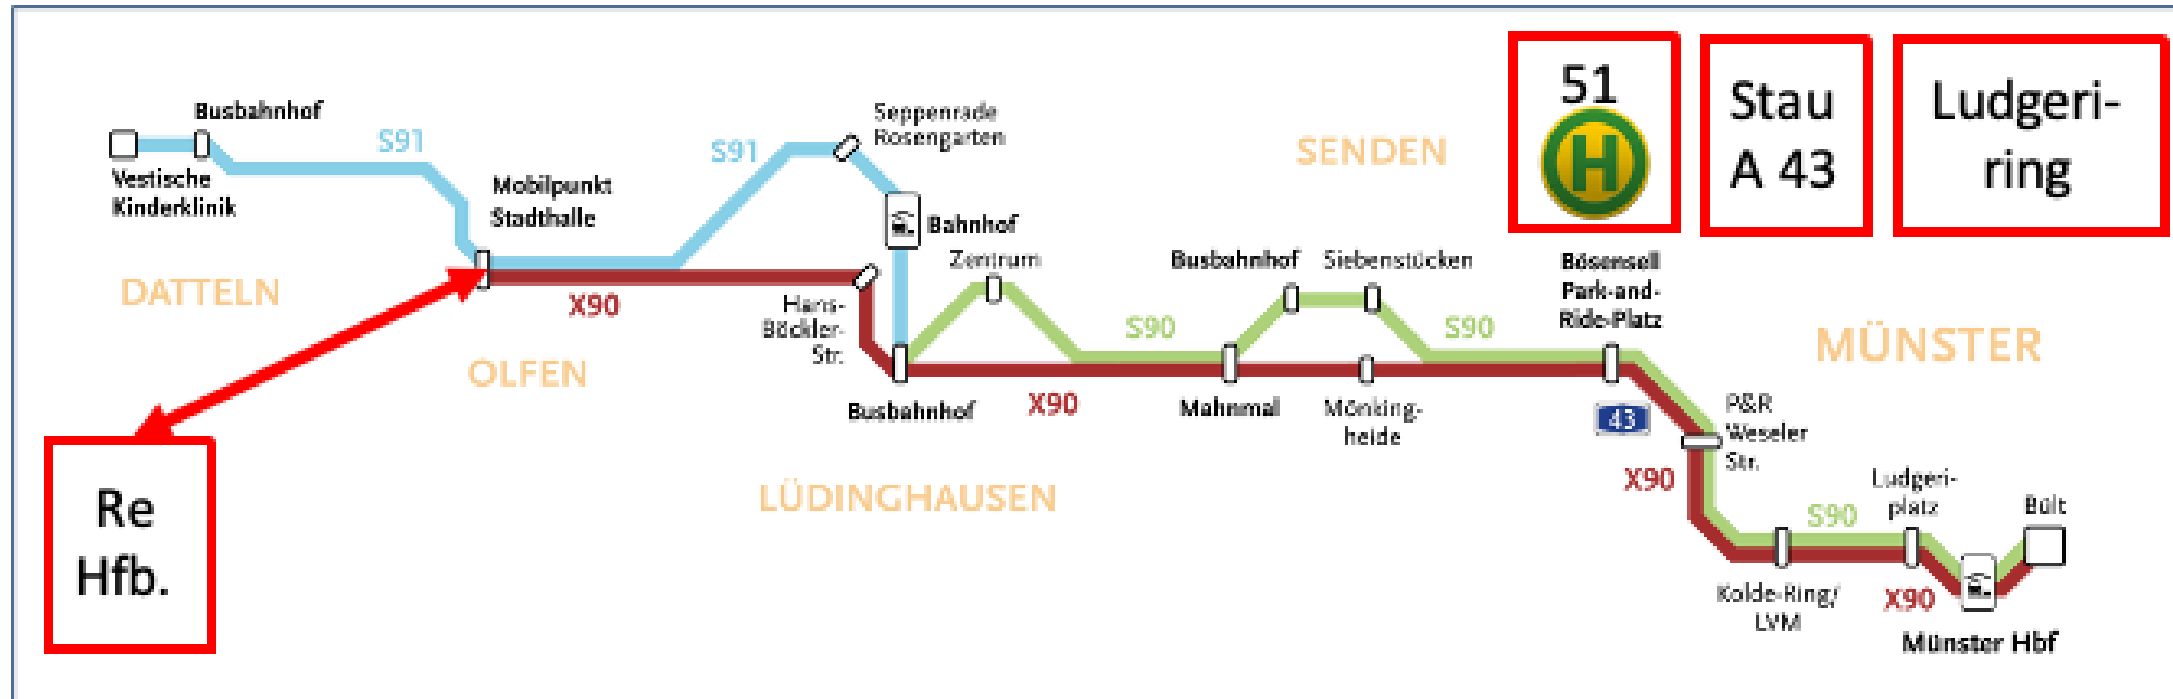 51
H
Stau
A 43
Ludgeri-
ring
Busbahnhof
S91
Vestische
Kinderklinik
Mobilpunkt
Stadthalle
S91
Seppenrade
Rosengarten
Bahnhof
SENDEN
DATTELN
X90
OLFEN
Hans-
Böckler-
Str.
Zentrum
Busbahnhof
X90
S90
Busbahnhof
Siebenstücken
S90
Mahnmal
Mönking-
heide
Bösensell
Park-and-
Ride-Platz
MÜNSTER
43
P&R
Weseler
Str.
X90
LÜDINGHAUSEN
Ludgeri-
platz
S90
Bült
Kolde-Ring/
LVM
X90
Münster Hbf
Re
Hfb.